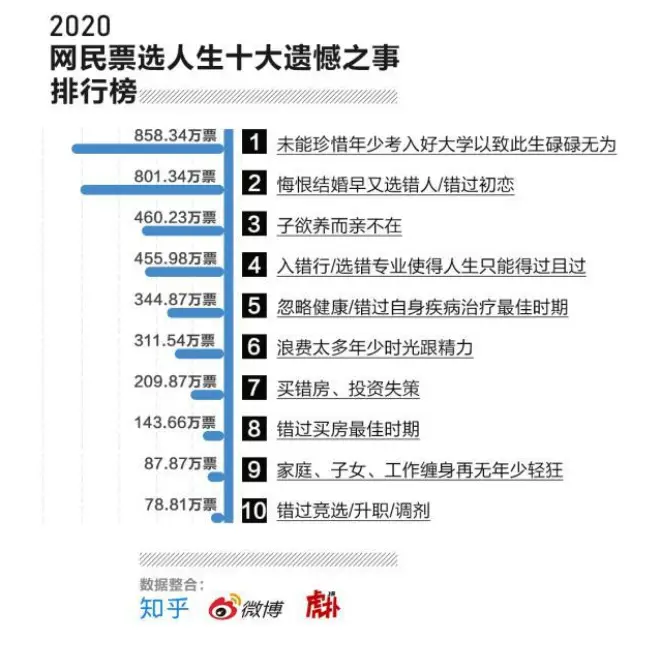 2020
网民票选人生十大遗憾之事
排行榜
858.34万票 1 未能珍惜年少考入好大学以致此生碌碌无为
801.34万票 2 悔恨结婚早又选错人/错过初恋
460.23万票 3 子欲养而亲不在
455.98万票 4 入错行/选错专业使得人生只能得过且过
344.87万票 5 忽略健康/错过自身疾病治疗最佳时期
311.54万票 6 浪费太多年少时光跟精力
209.87万票 7 买错房、投资失策
143.66万票 8 错过买房最佳时期
87.87万票 9 家庭、子女、工作缠身再无年少轻狂
78.81万票 10 错过竞选/升职/调剂
数据整合：
知乎 微博 虎扑